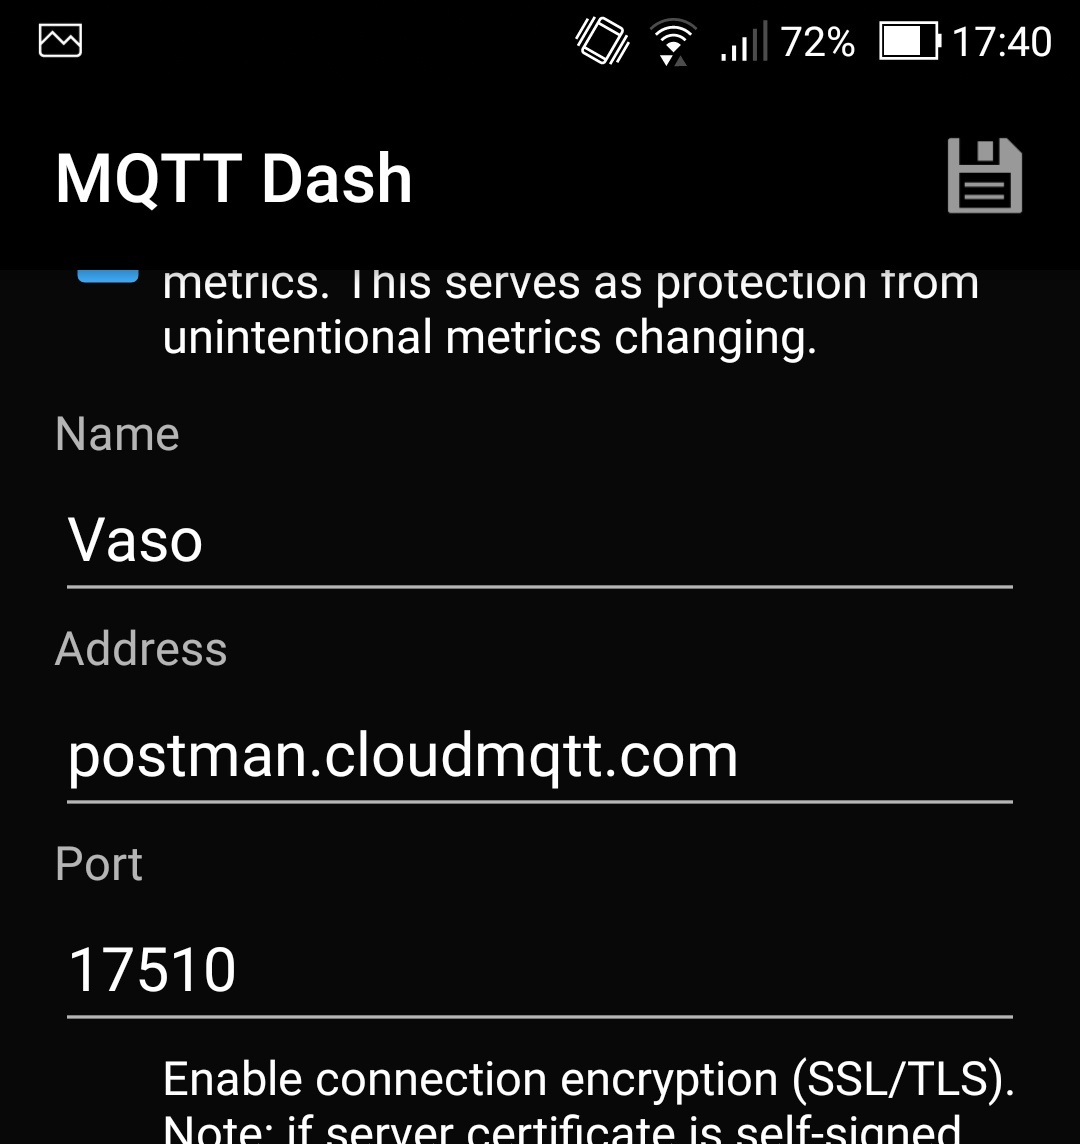 72% 17:40
MQTT Dash
metrics. This serves as protection from
unintentional metrics changing.
Name
Vaso
Address
postman.cloudmqtt.com
Port
17510
Enable connection encryption (SSL/TLS).
Note: if server certificate is self-signed